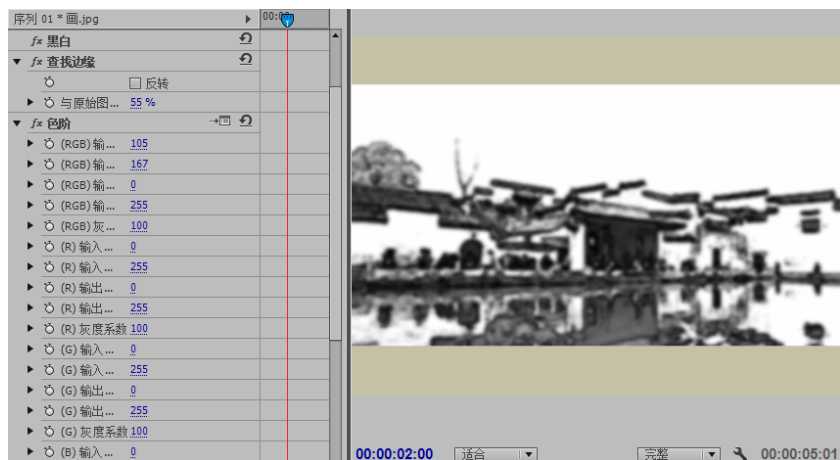 序列 01 * 画.jpg
00:00
fx 黑白
fx 查找边缘
反转
与原始图... 55 %
fx 色阶
(RGB) 输... 105
(RGB) 输... 167
(RGB) 输... 0
(RGB) 输... 255
(RGB) 灰... 100
(R) 输入 ... 0
(R) 输入 ... 255
(R) 输出 ... 0
(R) 输出 ... 255
(R) 灰度系数 100
(G) 输入 ... 0
(G) 输入 ... 255
(G) 输出 ... 0
(G) 输出 ... 255
(G) 灰度系数 100
(B) 输入 ... 0
00:00:02:00 适合 完整 00:00:05:0